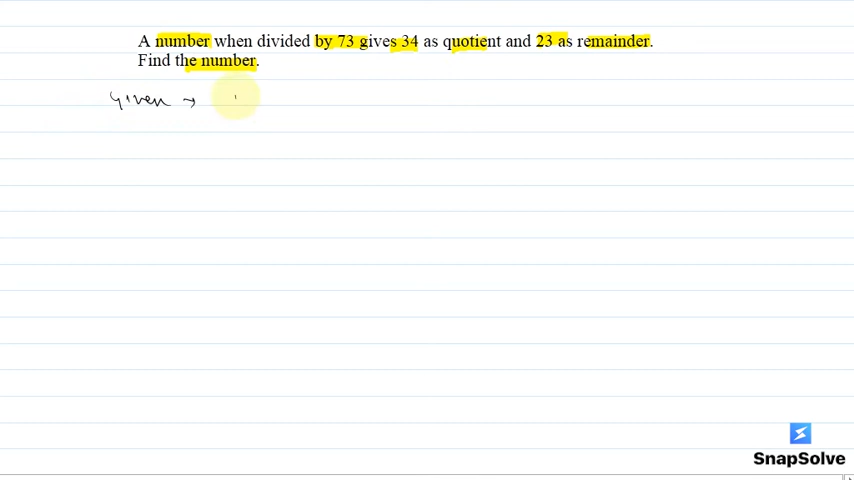 A number when divided by 73 gives 34 as quotient and 23 as remainder.
Find the number.
Given →
SnapSolve